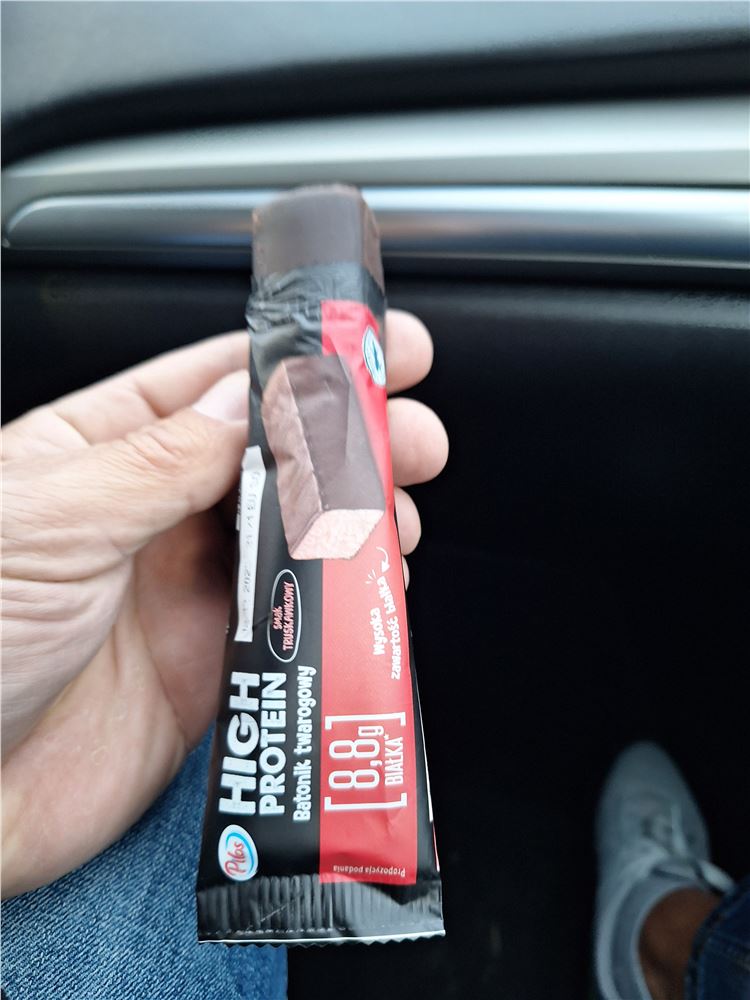 Pilos
HIGH
PROTEIN
Batonik twarogowy
smak
TRUSKAWKOWY
[8,8g]
BIAŁKA*
Wysoka
zawartość białka
Propozycja podania